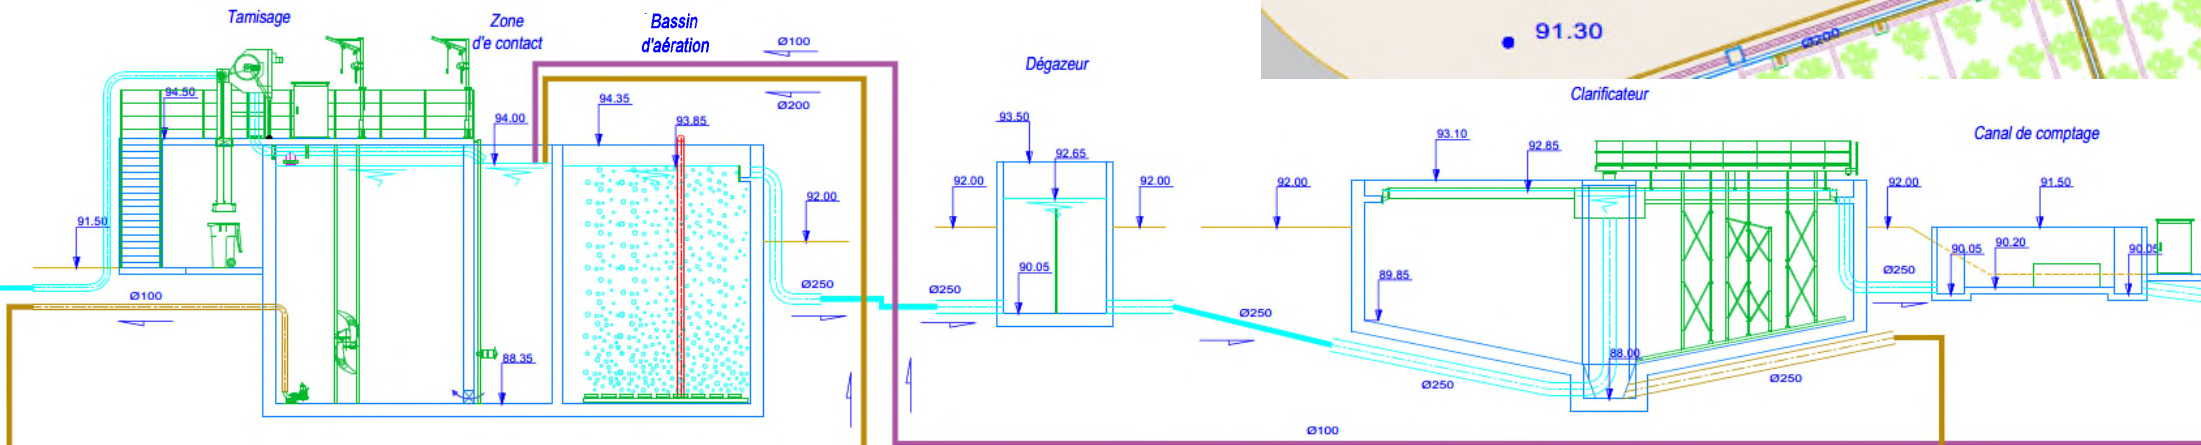 Tamisage
Zone
d'e contact
Bassin
d'aération
Ø100
Ø200
Dégazeur
91.30
Ø200
Clarificateur
Canal de comptage
94.50
94.00
94.35
93.85
93.50
92.65
93.10
92.85
91.50
92.00
92.00
92.00
92.00
92.00
91.50
90.05
90.20
90.05
90.05
89.85
88.35
88.00
Ø100
Ø250
Ø250
Ø250
Ø250
Ø250
Ø250
Ø100